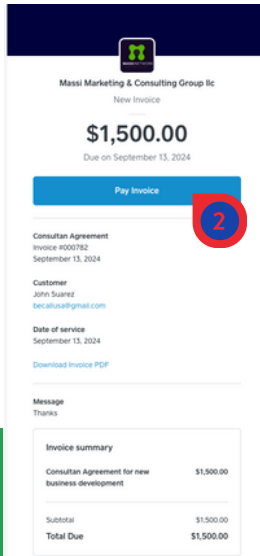 MASSINETWORK
Massi Marketing & Consulting Group llc
New Invoice
$1,500.00
Due on September 13, 2024
Pay Invoice
2
Consultan Agreement
Invoice #000782
September 13, 2024
Customer
John Suarez
becallusa@gmail.com
Date of service
September 13, 2024
Download Invoice PDF
Message
Thanks
Invoice summary
Consultan Agreement for new $1,500.00
business development
Subtotal $1,500.00
Total Due $1,500.00